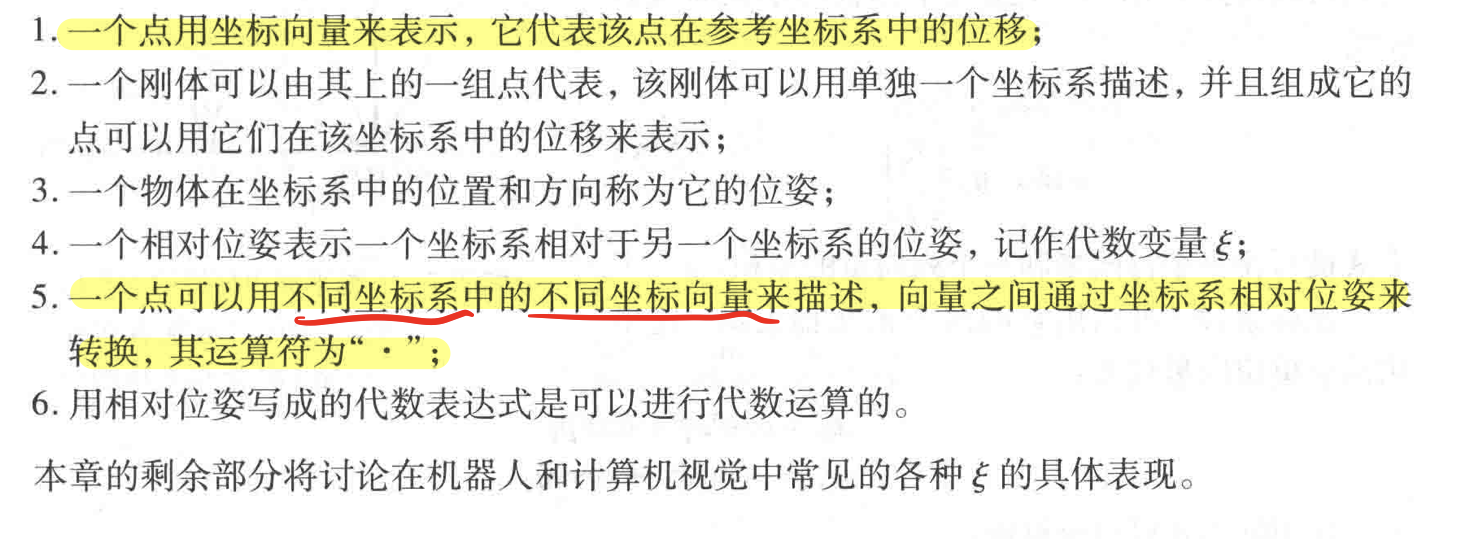 1. 一个点用坐标向量来表示，它代表该点在参考坐标系中的位移；
2. 一个刚体可以由其上的一组点代表，该刚体可以用单独一个坐标系描述，并且组成它的
点可以用它们在该坐标系中的位移来表示；
3. 一个物体在坐标系中的位置和方向称为它的位姿；
4. 一个相对位姿表示一个坐标系相对于另一个坐标系的位姿，记作代数变量ξ；
5. 一个点可以用不同坐标系中的不同坐标向量来描述，向量之间通过坐标系相对位姿来
转换，其运算符为“·”；
6. 用相对位姿写成的代数表达式是可以进行代数运算的。
本章的剩余部分将讨论在机器人和计算机视觉中常见的各种 ξ 的具体表现。